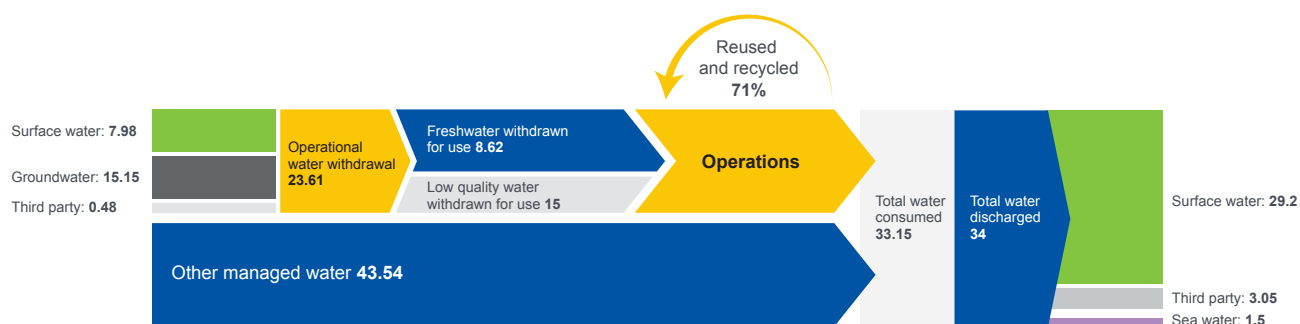 Reused
and recycled
71%
Surface water: 7.98
Groundwater: 15.15
Third party: 0.48
Operational
water withdrawal
23.61
Freshwater withdrawn
for use 8.62
Low quality water
withdrawn for use 15
Operations
Other managed water 43.54
Total water
consumed
33.15
Total water
discharged
34
Surface water: 29.2
Third party: 3.05
Sea water: 1.5